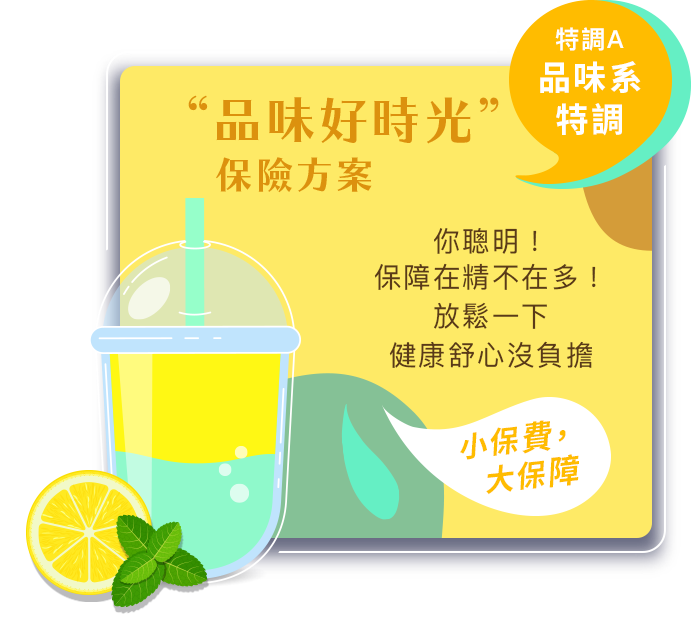 特調A
品味系
特調
“品味好時光”
保險方案
你聰明！
保障在精不在多！
放鬆一下
健康舒心沒負擔
小保費，
大保障